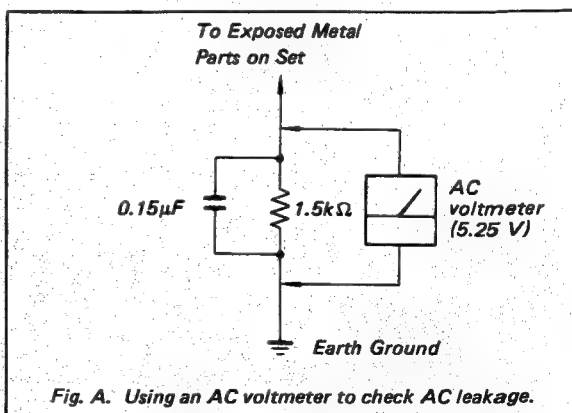 To Exposed Metal
Parts on Set
0.15µF
1.5kΩ
AC
voltmeter
(5.25 V)
Earth Ground
Fig. A. Using an AC voltmeter to check AC leakage.